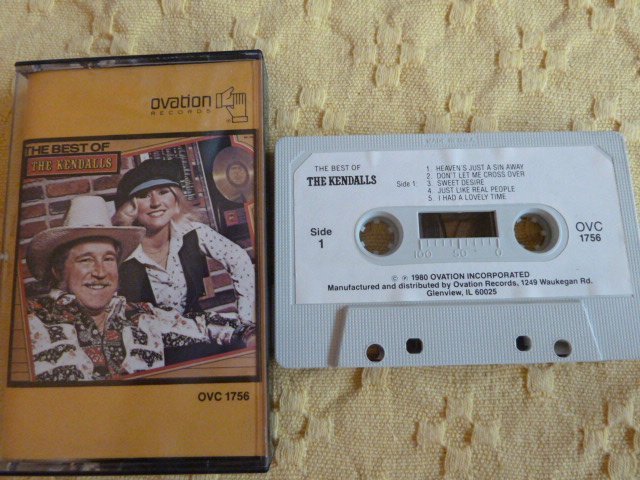 ovation
RECORDS
THE BEST OF
THE KENDALLS
OVC 1756
THE BEST OF
THE KENDALLS
Side 1:
1. HEAVEN'S JUST A SIN AWAY
2. DON'T LET ME CROSS OVER
3. SWEET DESIRE
4. JUST LIKE REAL PEOPLE
5. I HAD A LOVELY TIME
Side
1
OVC
1756
100 50 0
© ℗ 1980 OVATION INCORPORATED
Manufactured and distributed by Ovation Records, 1249 Waukegan Rd.
Glenview, IL 60025